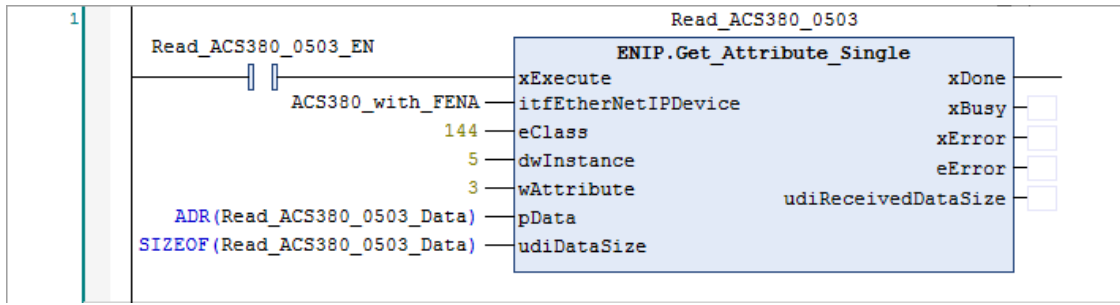 1
Read_ACS380_0503
Read_ACS380_0503_EN
ENIP.Get_Attribute_Single
xExecute xDone
ACS380_with_FENA itfEtherNetIPDevice xBusy
144 eClass xError
5 dwInstance eError
3 wAttribute udiReceivedDataSize
ADR(Read_ACS380_0503_Data) pData
SIZEOF(Read_ACS380_0503_Data) udiDataSize